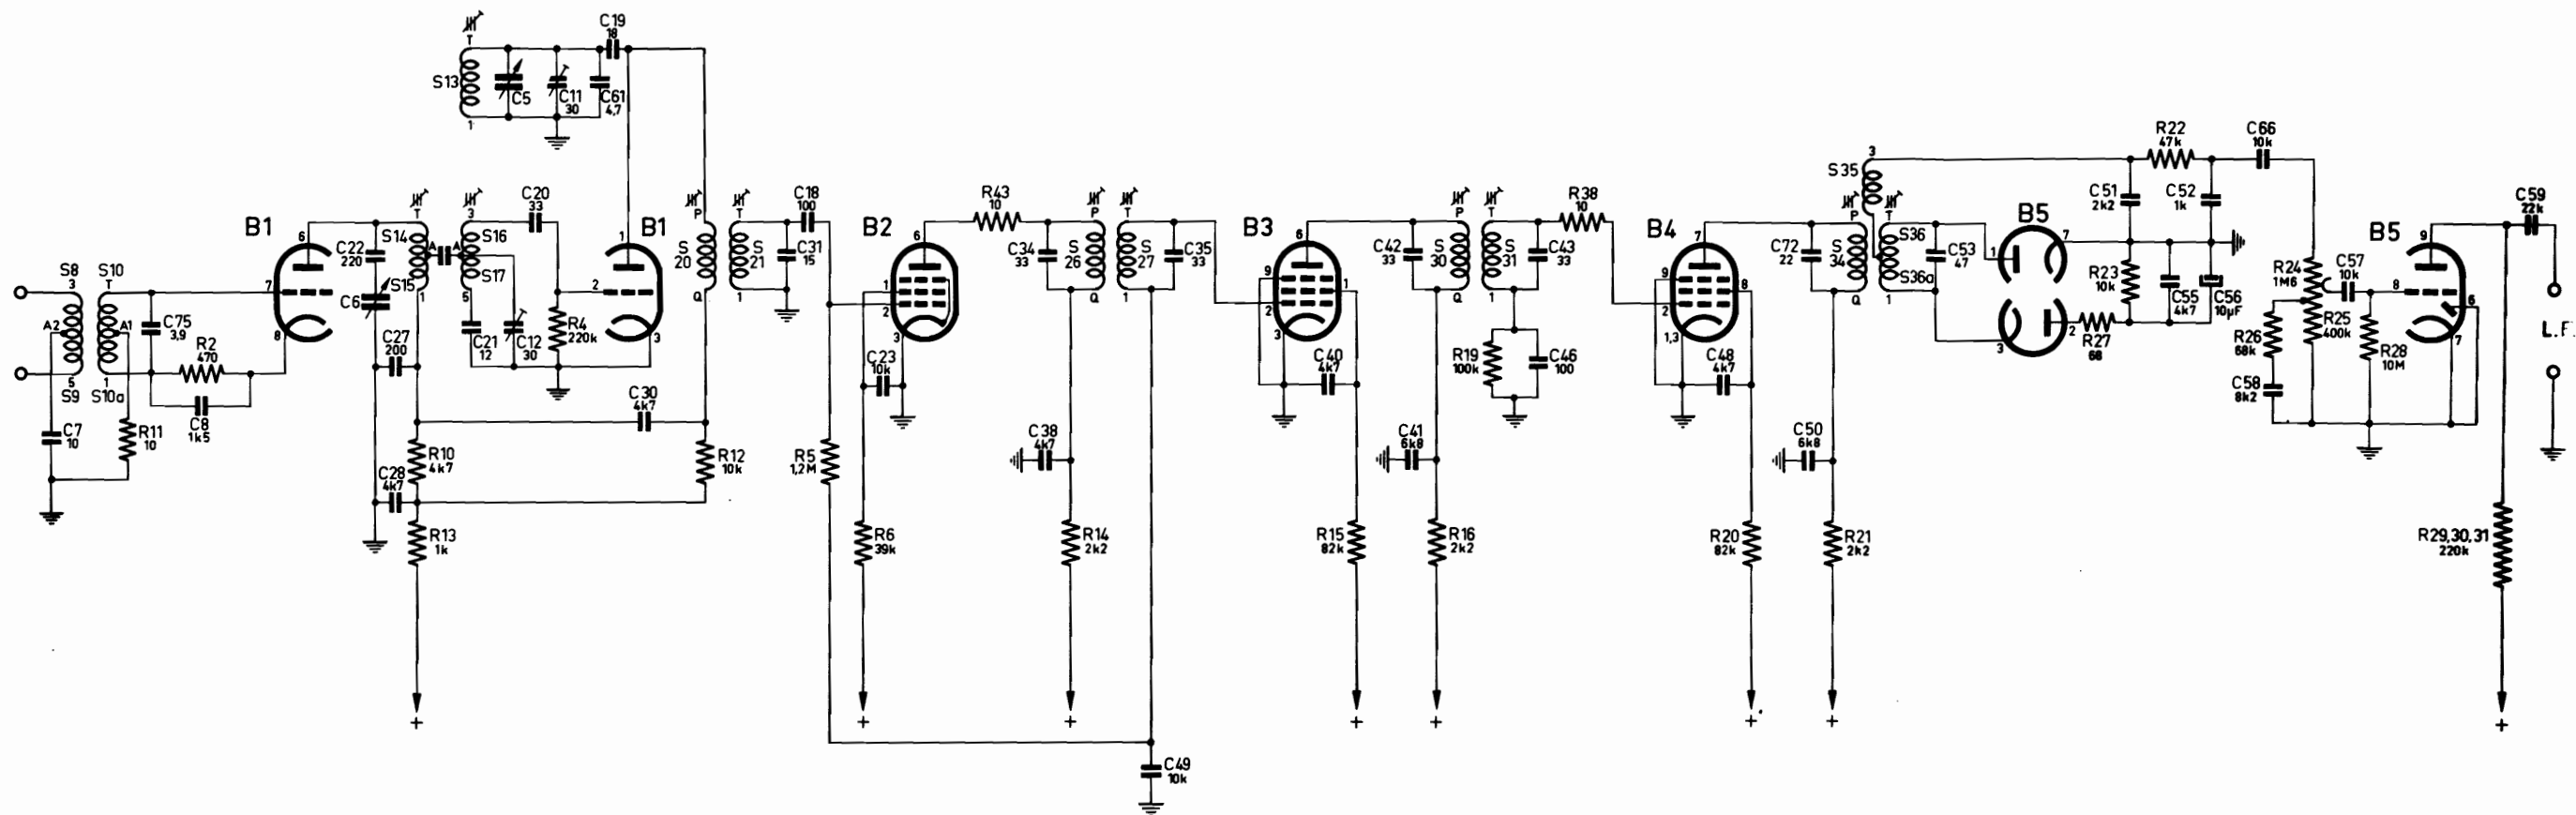 T
S13
1
C5
C11
30
C61
4,7
C19
18
B1
6
7
8
S8
3
A2
5
S9
C7
10
S10
T
A1
1
S10a
R11
10
C75
3,9
R2
470
C8
1k5
C22
220
C6
C27
200
C28
4k7
T
S14
A
S15
1
R10
4k7
R13
1k
+
3
A
S16
S17
5
C21
12
C12
30
C20
33
R4
220k
B1
1
2
3
C30
4k7
P
S
20
Q
R12
10k
T
S
21
1
C31
15
C18
100
R5
1,2M
B2
6
1
2
3
C23
10k
R6
39k
+
R43
10
C34
33
P
S
26
Q
C38
4k7
R14
2k2
+
T
S
27
1
C35
33
C49
10k
B3
6
9
2
3
1
C40
4k7
R15
82k
+
C42
33
P
S
30
Q
C41
6k8
R16
2k2
+
T
S
31
1
C43
33
R19
100k
C46
100
R38
10
B4
7
9
2
1,3
8
C48
4k7
R20
82k
+
C72
22
P
S
34
Q
C50
6k8
R21
2k2
+
3
S35
T
S36
S36a
1
C53
47
B5
1
7
3
2
R27
68
C51
2k2
R22
47k
C52
1k
R23
10k
C55
4k7
C56
10µF
C66
10k
R24
1M6
R25
400k
R26
68k
C58
8k2
C57
10k
R28
10M
B5
9
8
6
7
C59
22k
L.F.
R29,30,31
220k
+